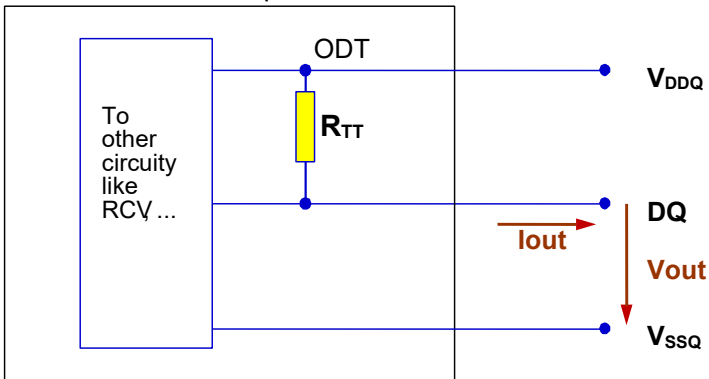 ODT
To
other
circuity
like
RCV, ...
RTT
VDDQ
DQ
Iout
Vout
VSSQ